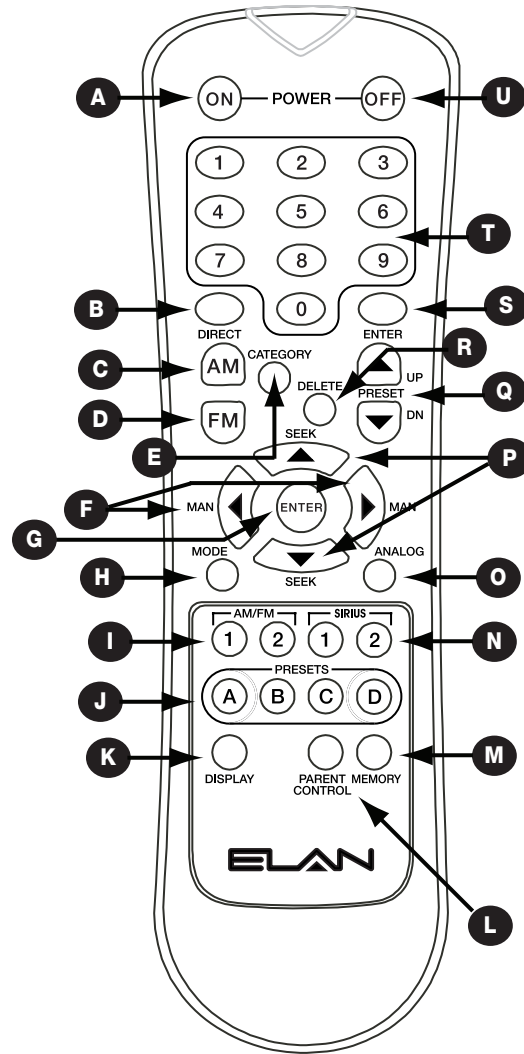 A ON POWER OFF U
1 2 3
4 5 6
T
7 8 9
B 0 S
DIRECT ENTER
R
C AM CATEGORY UP
DELETE PRESET Q
D FM DN
E SEEK P
F MAN ENTER MAN
G
MODE ANALOG
H SEEK O
AM/FM SIRIUS
I 1 2 1 2 N
PRESETS
J A B C D
K M
DISPLAY PARENT CONTROL MEMORY
ELAN
L